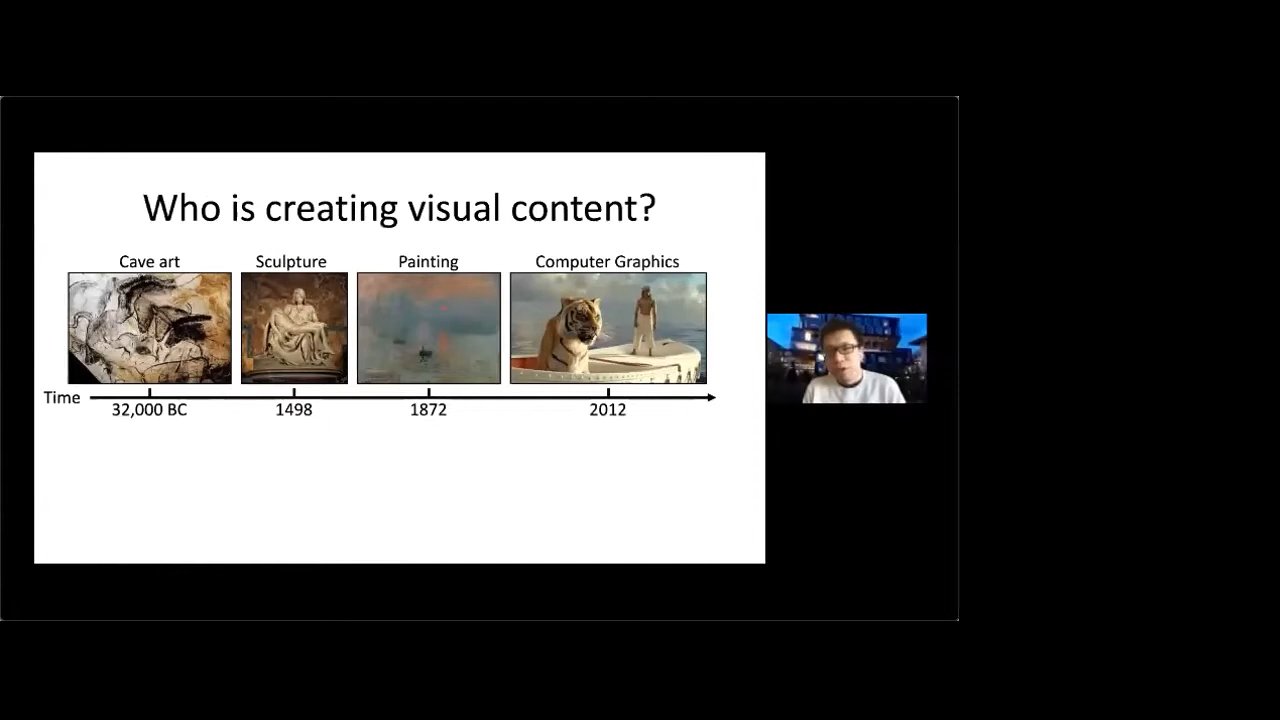 Who is creating visual content?
Cave art Sculpture Painting Computer Graphics
Time
32,000 BC 1498 1872 2012